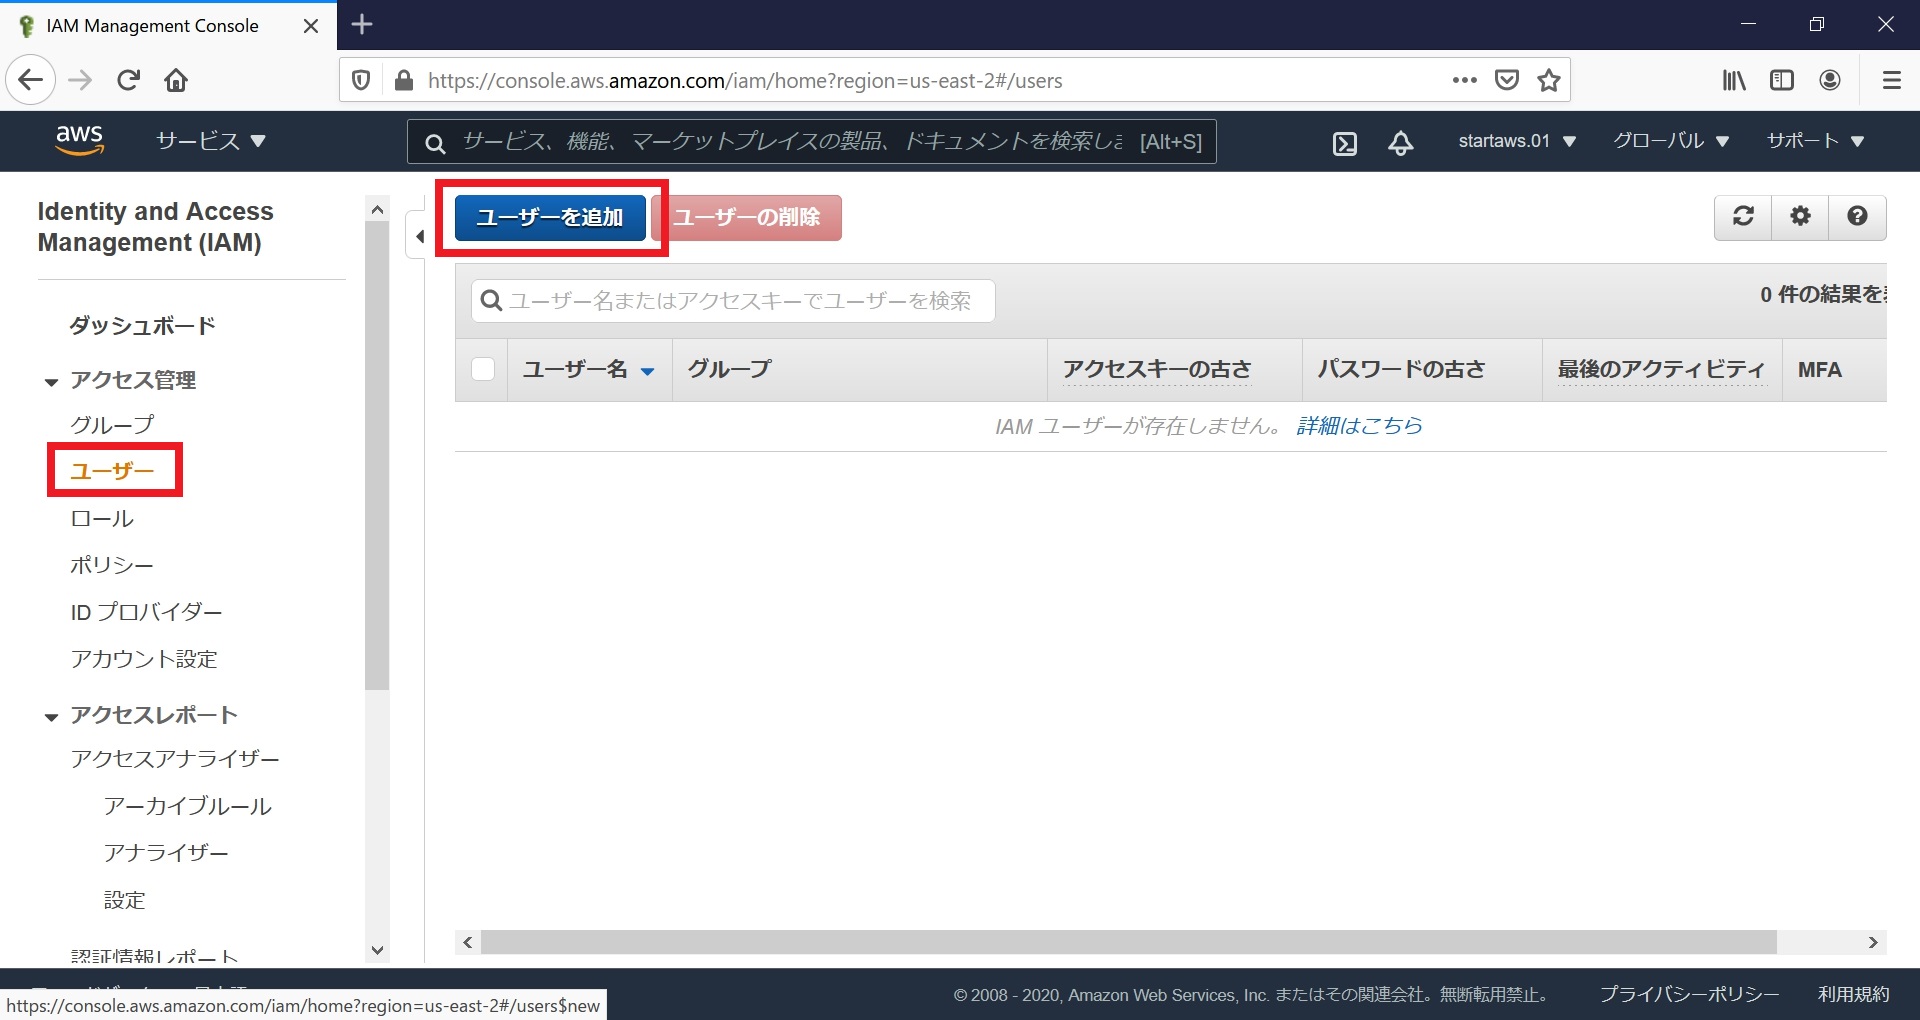 IAM Management Console
https://console.aws.amazon.com/iam/home?region=us-east-2#/users
aws
サービス
サービス、機能、マーケットプレイスの製品、ドキュメントを検索しま [Alt+S]
startaws.01
グローバル
サポート
Identity and Access
Management (IAM)
ダッシュボード
アクセス管理
グループ
ユーザー
ロール
ポリシー
ID プロバイダー
アカウント設定
アクセスレポート
アクセスアナライザー
アーカイブルール
アナライザー
設定
認証情報レポート
ユーザーを追加
ユーザーの削除
ユーザー名またはアクセスキーでユーザーを検索
0 件の結果を
ユーザー名
グループ
アクセスキーの古さ
パスワードの古さ
最後のアクティビティ
MFA
IAM ユーザーが存在しません。 詳細はこちら
https://console.aws.amazon.com/iam/home?region=us-east-2#/users$new
© 2008 - 2020, Amazon Web Services, Inc. またはその関連会社。無断転用禁止。
プライバシーポリシー
利用規約